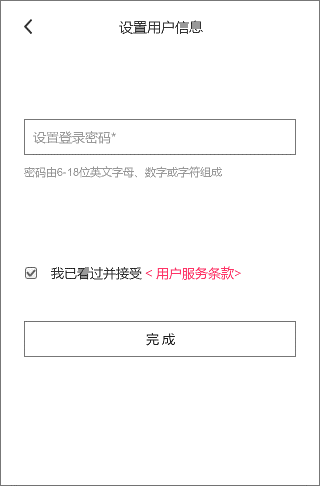 设置用户信息
设置登录密码*
密码由6-18位英文字母、数字或字符组成
我已看过并接受 < 用户服务条款>
完成